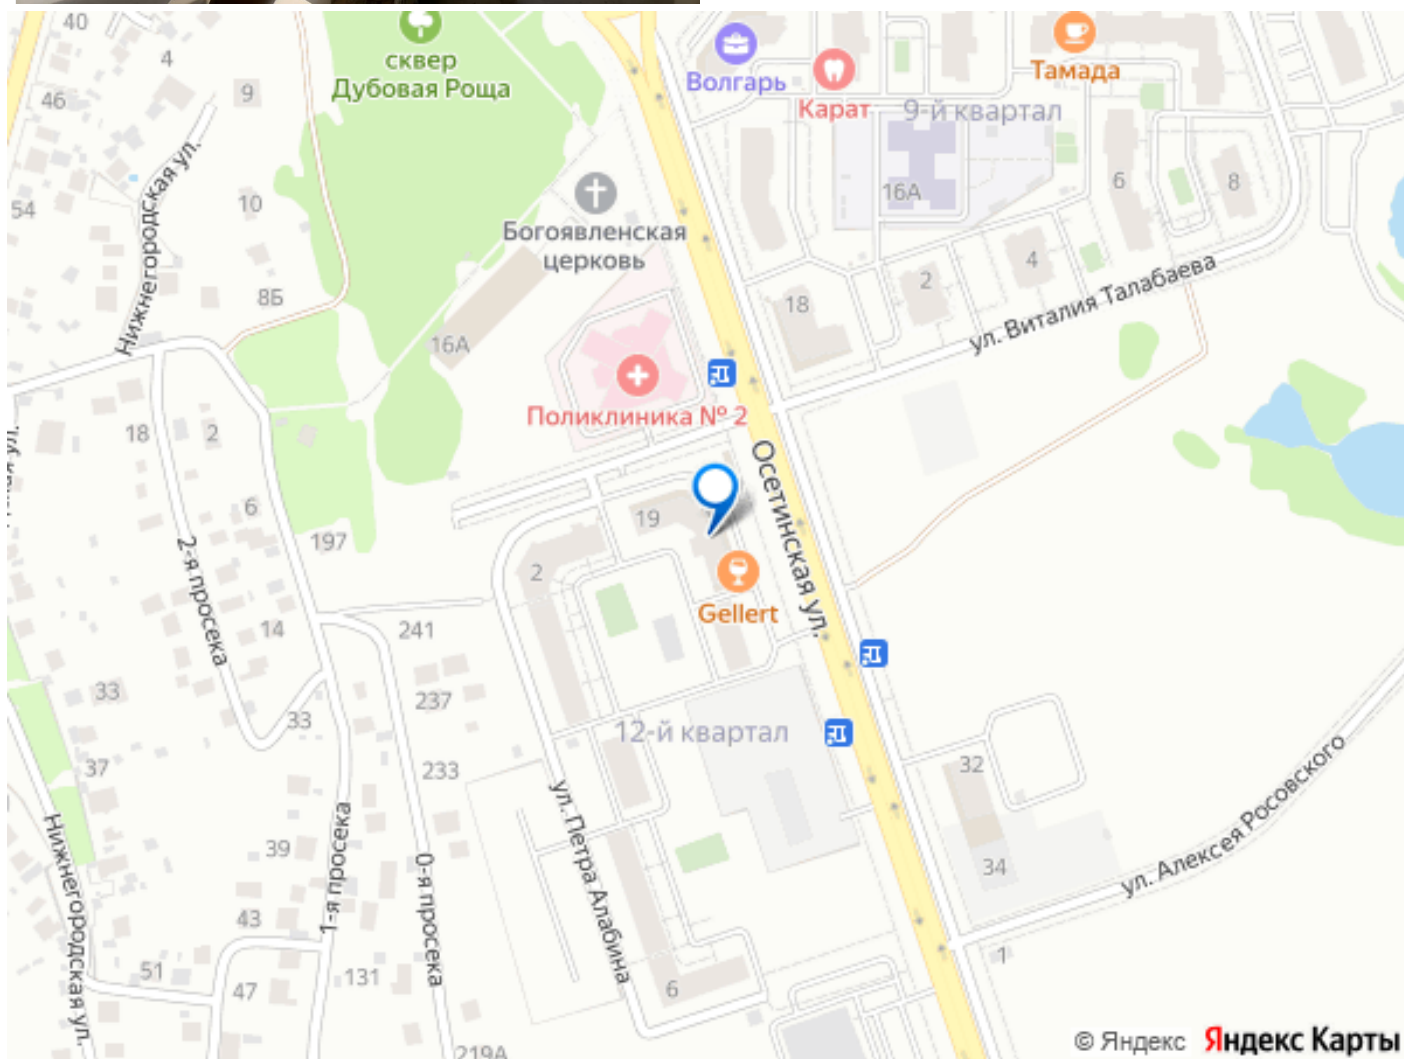 40
сквер
Дубовая Роща
Волгарь
Карат
Тамада
9-й квартал
4
46
9
16А
6
8
54
10
Нижнегородская ул.
Богоявленская
церковь
4
2
ул. Виталия Талабаева
8Б
18
16А
Поликлиника № 2
18
2
Осетинская ул.
6
19
197
2
2-я просека
Gellert
14
241
33
237
33
12-й квартал
37
233
32
ул. Петра Алабина
ул. Алексея Росовского
Нижнегородская ул.
39
1-я просека
0-я просека
34
43
51
131
47
6
1
219А
© Яндекс Яндекс Карты